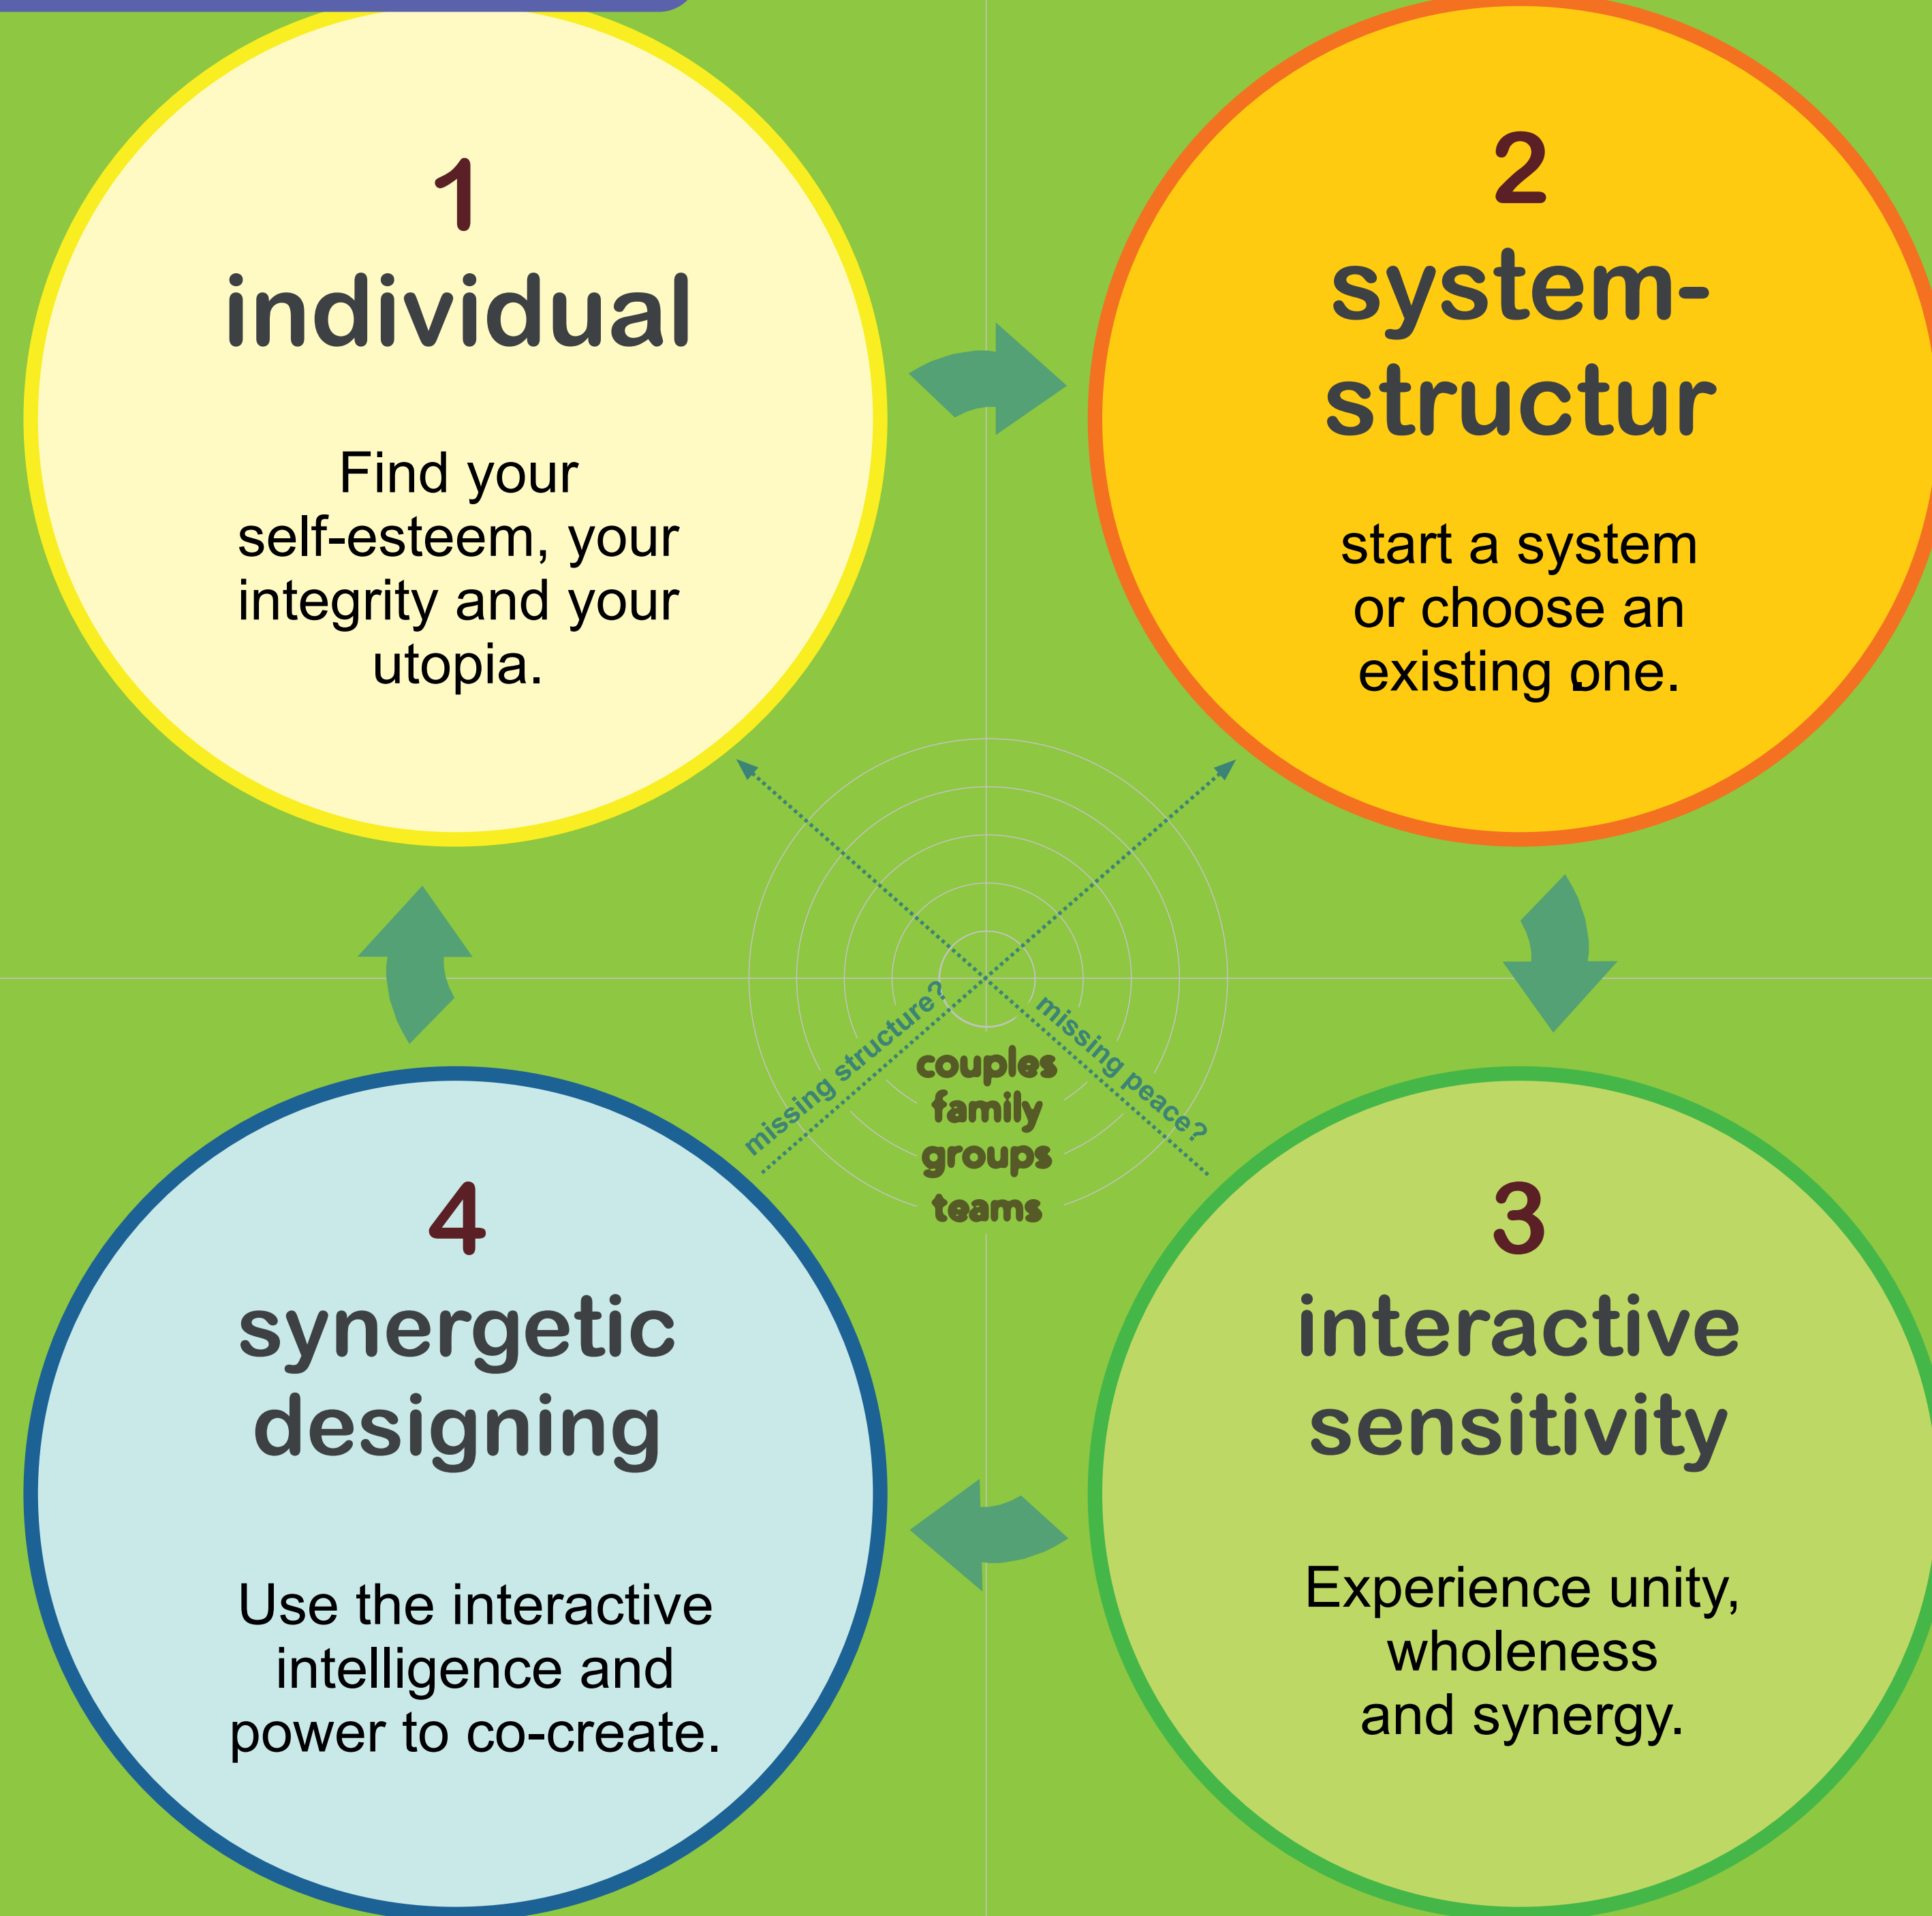 1
individual
Find your
self-esteem, your
integrity and your
utopia.
2
system-
structur
start a system
or choose an
existing one.
missing structure?
missing peace?
couples
family
groups
teams
4
synergetic
designing
Use the interactive
intelligence and
power to co-create.
3
interactive
sensitivity
Experience unity,
wholeness
and synergy.